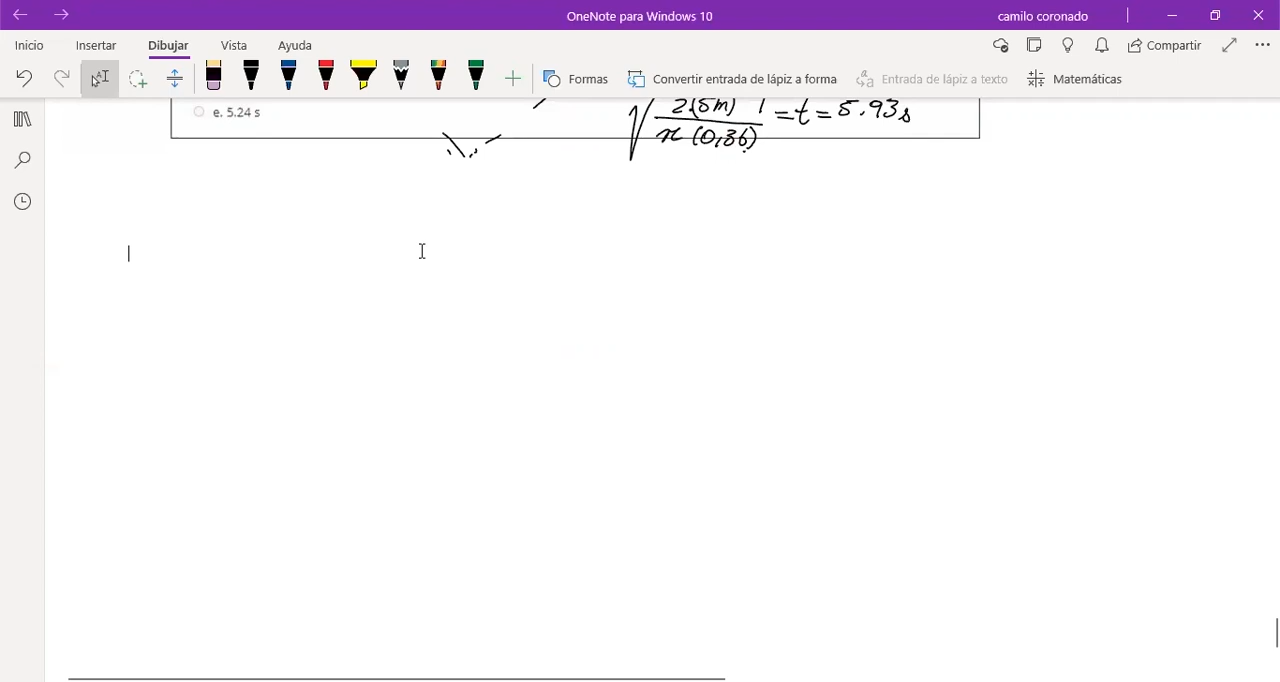 OneNote para Windows 10
camilo coronado
Inicio Insertar Dibujar Vista Ayuda
Compartir
Formas
Convertir entrada de lápiz a forma
Entrada de lápiz a texto
Matemáticas
e. 5.24 s
2(5m)
= t = 5.93s
(0,36)